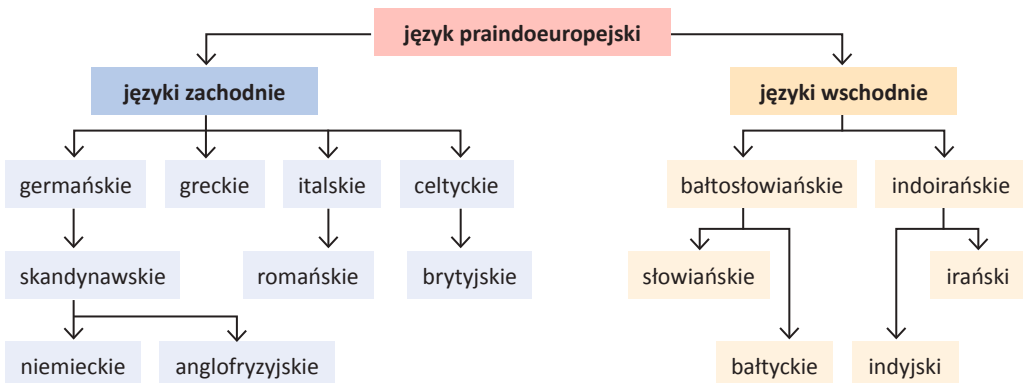 język praindoeuropejski
języki zachodnie
języki wschodnie
germańskie
greckie
italskie
celtyckie
bałtosłowiańskie
indoirańskie
skandynawskie
romańskie
brytyjskie
słowiańskie
irański
niemieckie
anglofryzyjskie
bałtyckie
indyjski